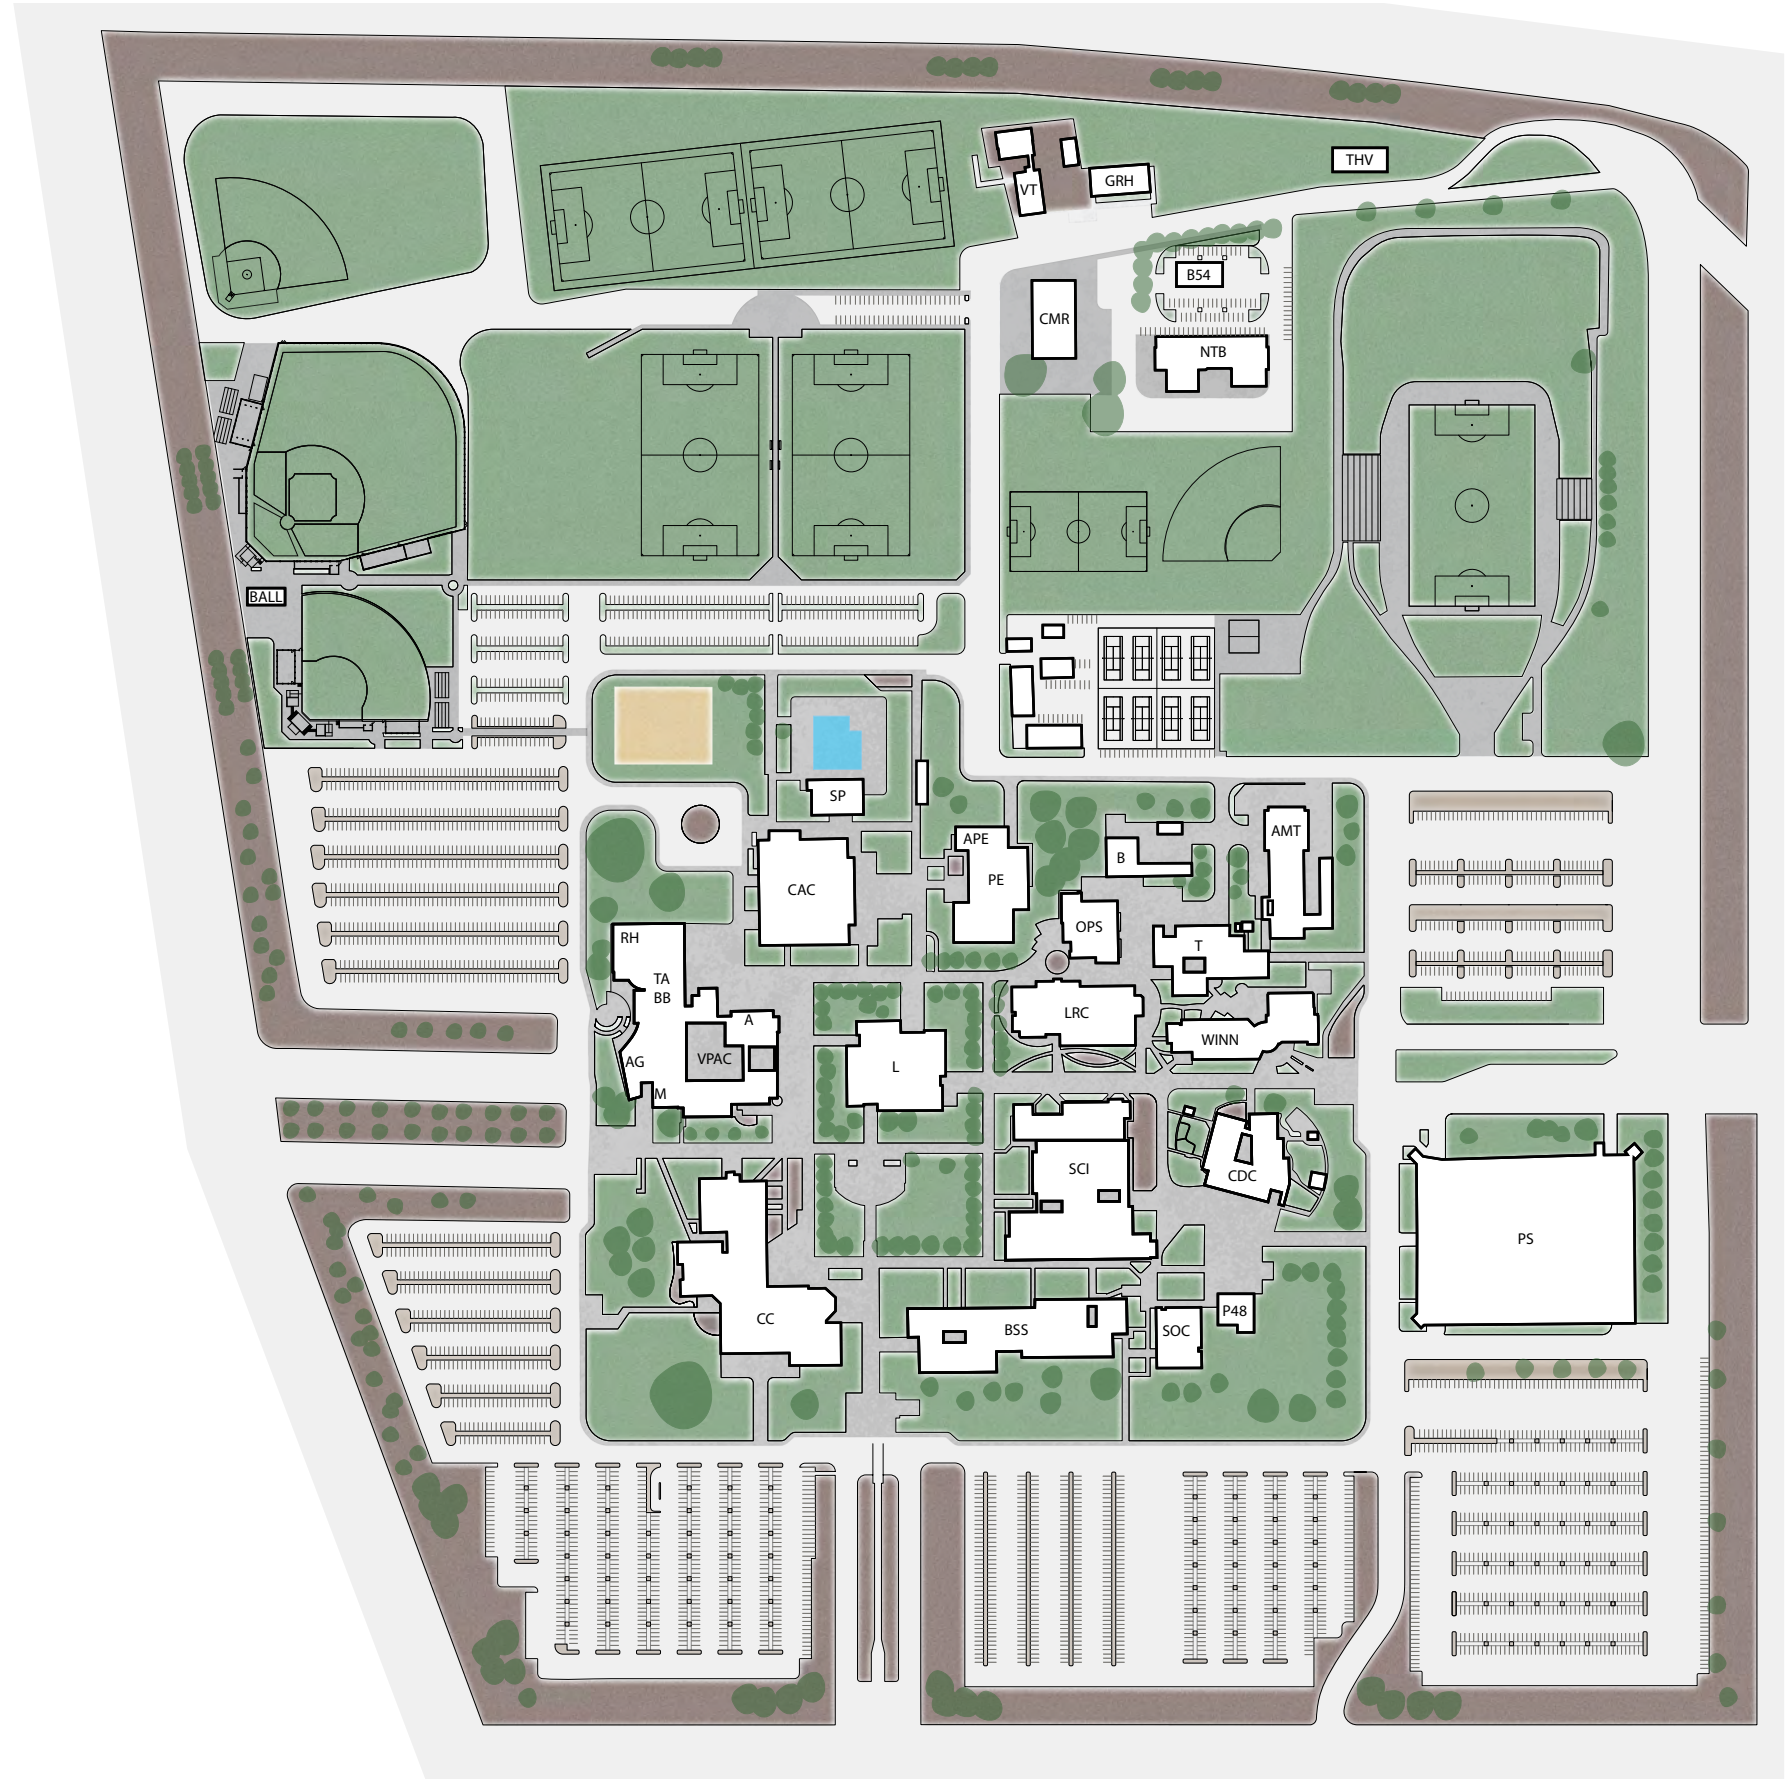 THV
GRH
VT
B54
CMR
NTB
BALL
SP
AMT
APE
B
PE
CAC
OPS
RH
T
TA
BB
LRC
A
WINN
VPAC
AG
L
M
SCI
CDC
PS
P48
CC
BSS
SOC